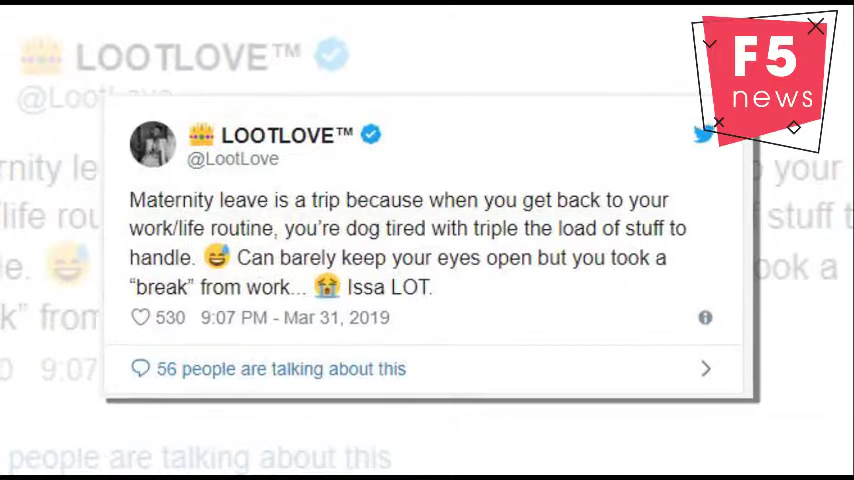 LOOTLOVE™
@LootLove
F5
news
👑 LOOTLOVE™
@LootLove
Maternity leave is a trip because when you get back to your
work/life routine, you’re dog tired with triple the load of stuff to
handle. 😅 Can barely keep your eyes open but you took a
“break” from work... 😭 Issa LOT.
530 9:07 PM - Mar 31, 2019
56 people are talking about this
people are talking about this